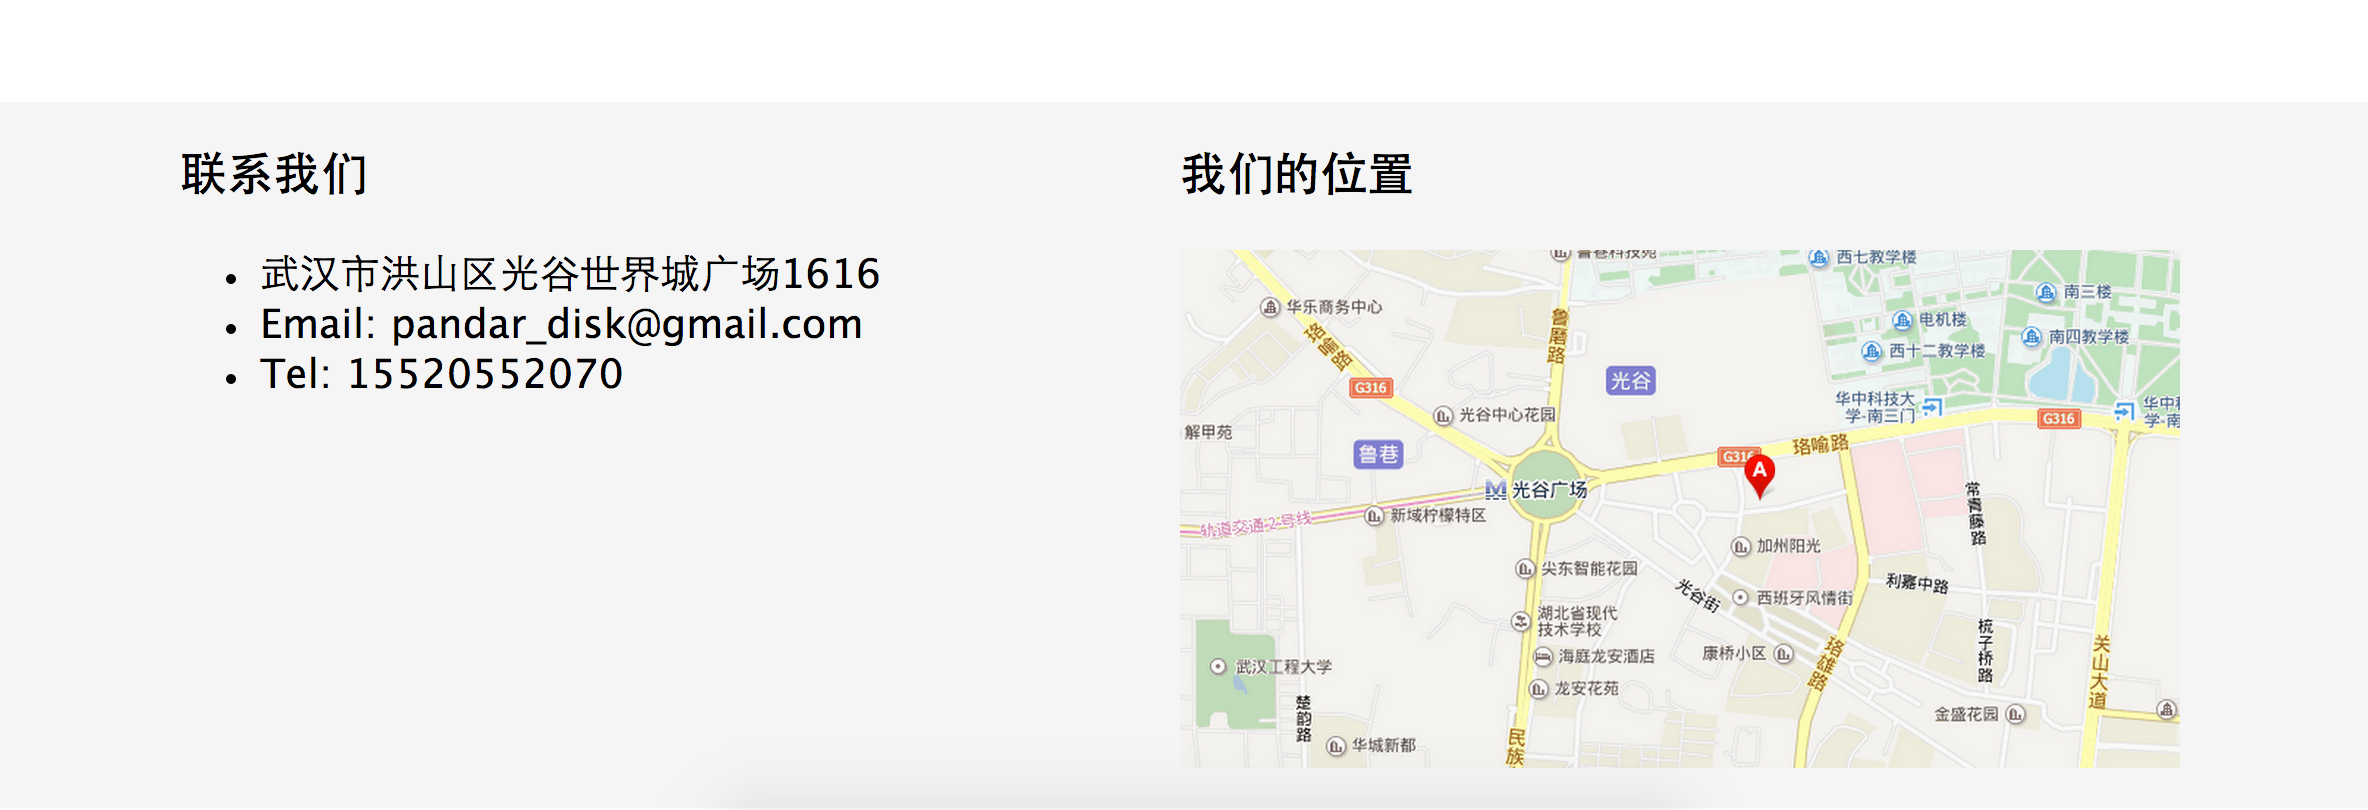 联系我们
武汉市洪山区光谷世界城广场1616
Email: pandar_disk@gmail.com
Tel: 15520552070
我们的位置
鲁巷科技苑
西七教学楼
华乐商务中心
南三楼
电机楼
南四教学楼
西十二教学楼
珞喻路
鲁磨路
光谷
G316
华中科技大
学-南三门
华中科
学-南
光谷中心花园
G316
解甲苑
鲁巷
G316
珞喻路
A
光谷广场
新域柠檬特区
轨道交通2号线
常青藤路
加州阳光
尖东智能花园
光谷街
西班牙风情街
利嘉中路
湖北省现代
技术学校
海庭龙安酒店
康桥小区
珞雄路
梳子桥路
关山大道
武汉工程大学
龙安花苑
楚韵路
金盛花园
华城新都
民族